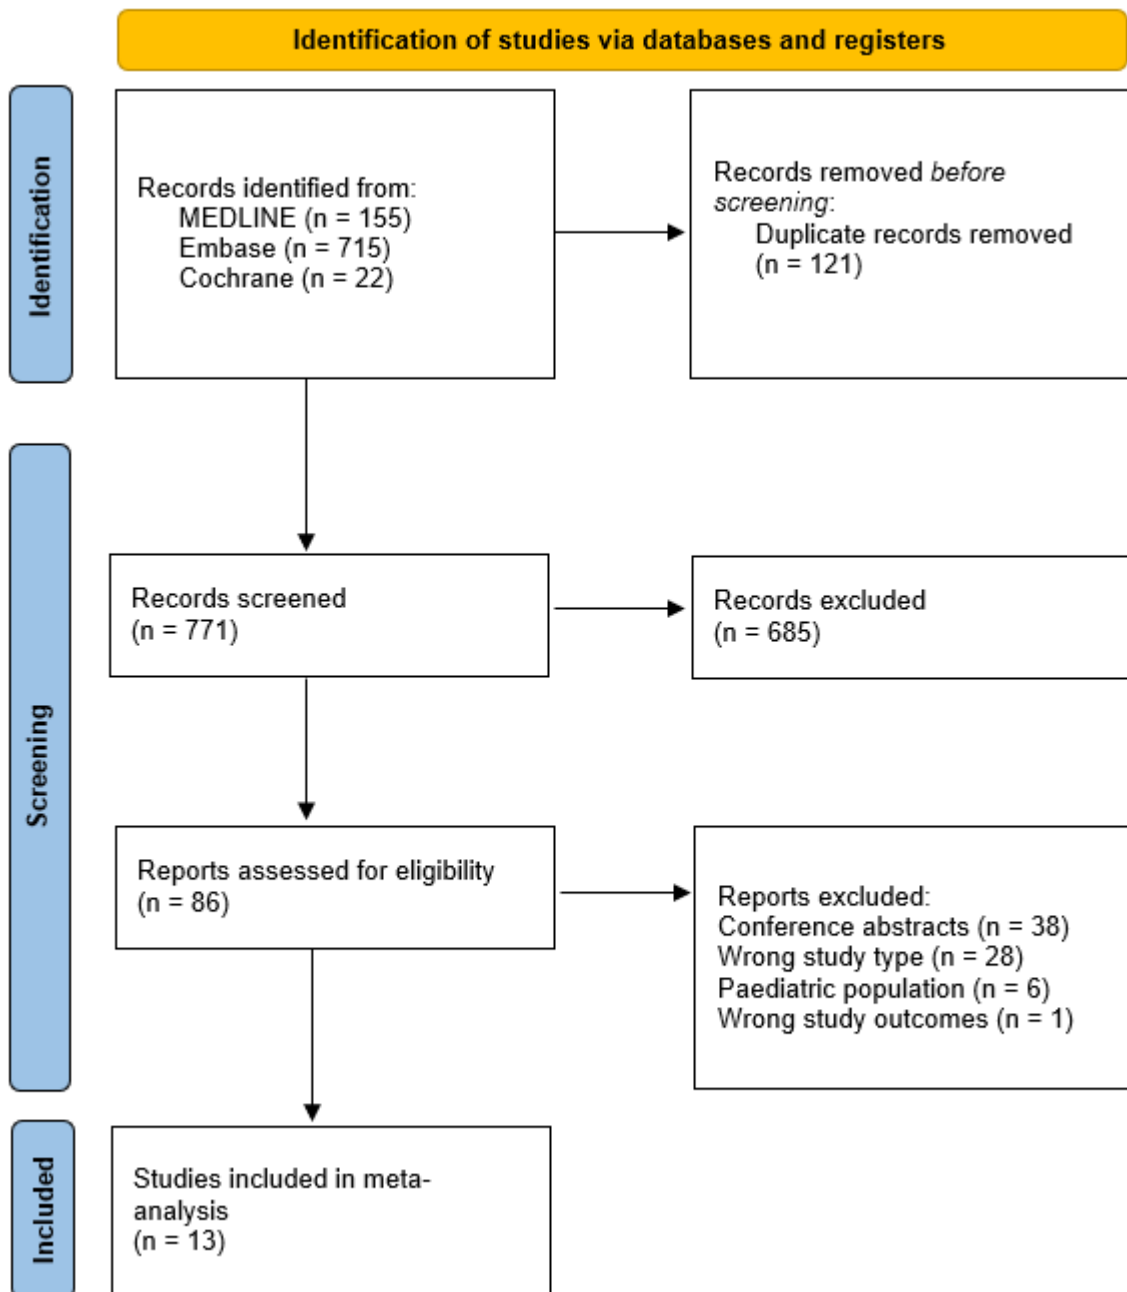 Identification of studies via databases and registers
Identification
Records identified from:
MEDLINE (n = 155)
Embase (n = 715)
Cochrane (n = 22)
Records removed before
screening:
Duplicate records removed
(n = 121)
Screening
Records screened
(n = 771)
Records excluded
(n = 685)
Reports assessed for eligibility
(n = 86)
Reports excluded:
Conference abstracts (n = 38)
Wrong study type (n = 28)
Paediatric population (n = 6)
Wrong study outcomes (n = 1)
Included
Studies included in meta-
analysis
(n = 13)